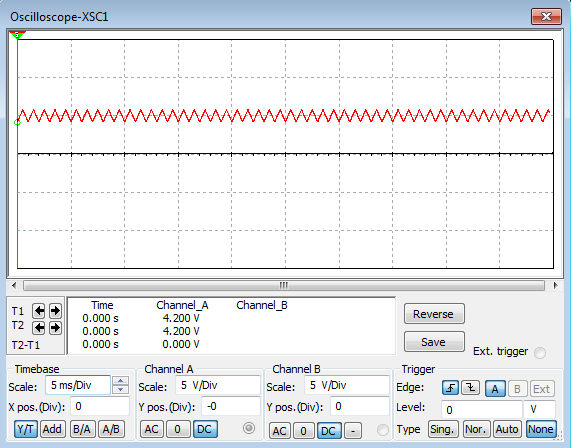 Oscilloscope-XSC1
Time Channel_A Channel_B
T1 0.000 s 4.200 V
T2 0.000 s 4.200 V
T2-T1 0.000 s 0.000 V
Reverse
Save
Ext. trigger
Timebase
Scale: 5 ms/Div
X pos.(Div): 0
Y/T Add B/A A/B
Channel A
Scale: 5 V/Div
Y pos.(Div): -0
AC 0 DC
Channel B
Scale: 5 V/Div
Y pos.(Div): 0
AC 0 DC -
Trigger
Edge: A B Ext
Level: 0 V
Type Sing. Nor. Auto None